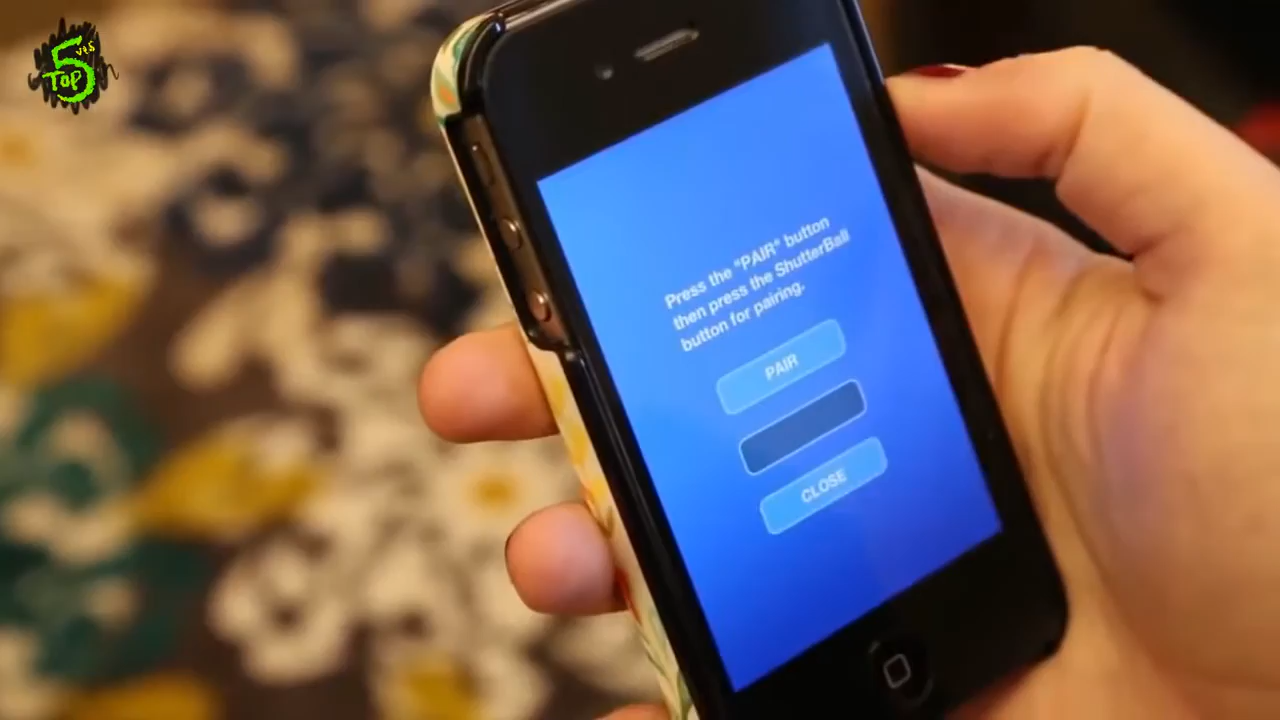 5
TOP
Press the "PAIR" button
then press the ShutterBall
button for pairing.
PAIR
CLOSE